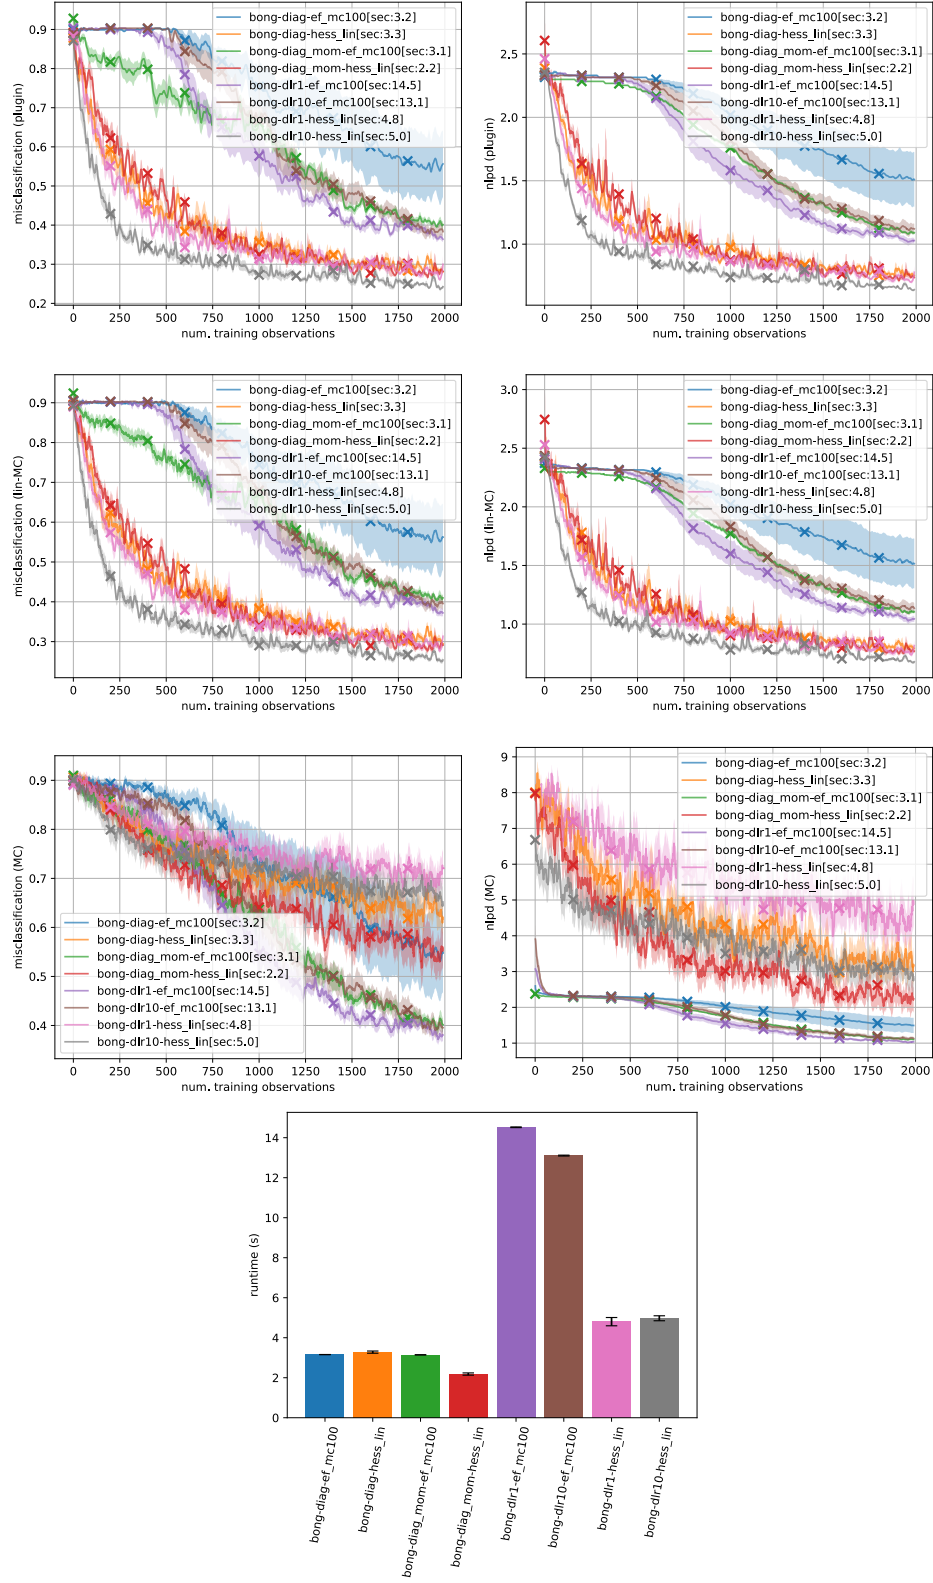 misclassification (plugin)
0.9
0.8
0.7
0.6
0.5
0.4
0.3
0.2
bong-diag-ef_mc100[sec:3.2]
bong-diag-hess_lin[sec:3.3]
bong-diag_mom-ef_mc100[sec:3.1]
bong-diag_mom-hess_lin[sec:2.2]
bong-dlr1-ef_mc100[sec:14.5]
bong-dlr10-ef_mc100[sec:13.1]
bong-dlr1-hess_lin[sec:4.8]
bong-dlr10-hess_lin[sec:5.0]
0 250 500 750 1000 1250 1500 1750 2000
num. training observations
nlpd (plugin)
2.5
2.0
1.5
1.0
bong-diag-ef_mc100[sec:3.2]
bong-diag-hess_lin[sec:3.3]
bong-diag_mom-ef_mc100[sec:3.1]
bong-diag_mom-hess_lin[sec:2.2]
bong-dlr1-ef_mc100[sec:14.5]
bong-dlr10-ef_mc100[sec:13.1]
bong-dlr1-hess_lin[sec:4.8]
bong-dlr10-hess_lin[sec:5.0]
0 250 500 750 1000 1250 1500 1750 2000
num. training observations
misclassification (lin-MC)
0.9
0.8
0.7
0.6
0.5
0.4
0.3
bong-diag-ef_mc100[sec:3.2]
bong-diag-hess_lin[sec:3.3]
bong-diag_mom-ef_mc100[sec:3.1]
bong-diag_mom-hess_lin[sec:2.2]
bong-dlr1-ef_mc100[sec:14.5]
bong-dlr10-ef_mc100[sec:13.1]
bong-dlr1-hess_lin[sec:4.8]
bong-dlr10-hess_lin[sec:5.0]
0 250 500 750 1000 1250 1500 1750 2000
num. training observations
nlpd (lin-MC)
3.0
2.5
2.0
1.5
1.0
bong-diag-ef_mc100[sec:3.2]
bong-diag-hess_lin[sec:3.3]
bong-diag_mom-ef_mc100[sec:3.1]
bong-diag_mom-hess_lin[sec:2.2]
bong-dlr1-ef_mc100[sec:14.5]
bong-dlr10-ef_mc100[sec:13.1]
bong-dlr1-hess_lin[sec:4.8]
bong-dlr10-hess_lin[sec:5.0]
0 250 500 750 1000 1250 1500 1750 2000
num. training observations
misclassification (MC)
0.9
0.8
0.7
0.6
0.5
0.4
bong-diag-ef_mc100[sec:3.2]
bong-diag-hess_lin[sec:3.3]
bong-diag_mom-ef_mc100[sec:3.1]
bong-diag_mom-hess_lin[sec:2.2]
bong-dlr1-ef_mc100[sec:14.5]
bong-dlr10-ef_mc100[sec:13.1]
bong-dlr1-hess_lin[sec:4.8]
bong-dlr10-hess_lin[sec:5.0]
0 250 500 750 1000 1250 1500 1750 2000
num. training observations
nlpd (MC)
9
8
7
6
5
4
3
2
1
bong-diag-ef_mc100[sec:3.2]
bong-diag-hess_lin[sec:3.3]
bong-diag_mom-ef_mc100[sec:3.1]
bong-diag_mom-hess_lin[sec:2.2]
bong-dlr1-ef_mc100[sec:14.5]
bong-dlr10-ef_mc100[sec:13.1]
bong-dlr1-hess_lin[sec:4.8]
bong-dlr10-hess_lin[sec:5.0]
0 250 500 750 1000 1250 1500 1750 2000
num. training observations
runtime (s)
14
12
10
8
6
4
2
0
bong-diag-ef_mc100
bong-diag-hess_lin
bong-diag_mom-ef_mc100
bong-diag_mom-hess_lin
bong-dlr1-ef_mc100
bong-dlr10-ef_mc100
bong-dlr1-hess_lin
bong-dlr10-hess_lin